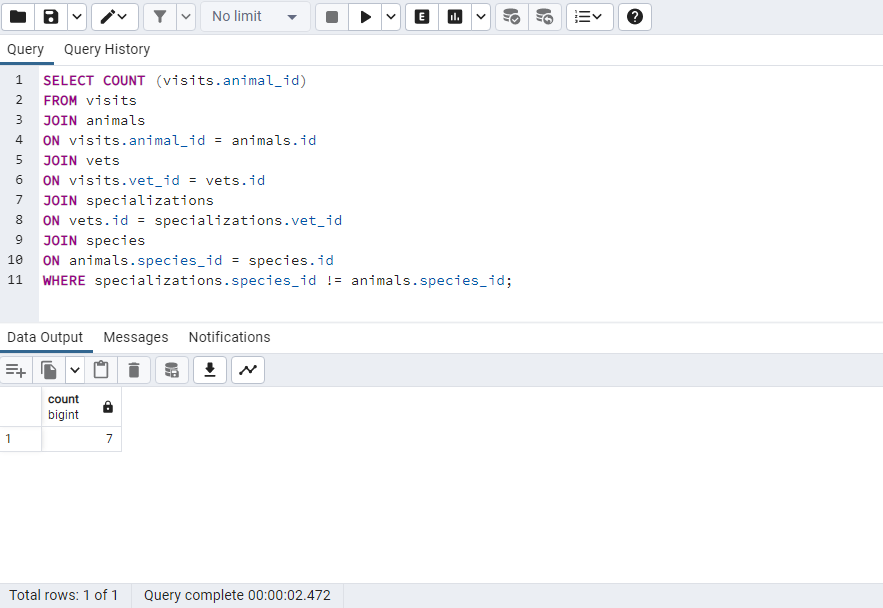 No limit
E
Query Query History
1 SELECT COUNT (visits.animal_id)
2 FROM visits
3 JOIN animals
4 ON visits.animal_id = animals.id
5 JOIN vets
6 ON visits.vet_id = vets.id
7 JOIN specializations
8 ON vets.id = specializations.vet_id
9 JOIN species
10 ON animals.species_id = species.id
11 WHERE specializations.species_id != animals.species_id;
Data Output Messages Notifications
count
bigint
1 7
Total rows: 1 of 1 Query complete 00:00:02.472